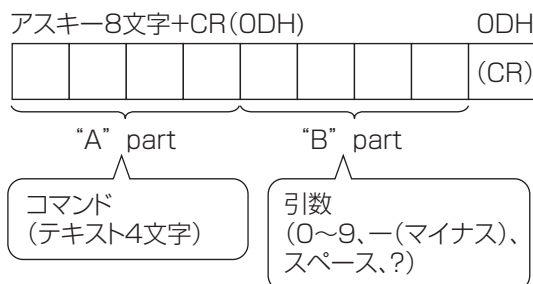 アスキー8文字+CR(0DH)
0DH
(CR)
“A” part
“B” part
コマンド
(テキスト4文字)
引数
(0〜9、ー(マイナス)、
スペース、?)